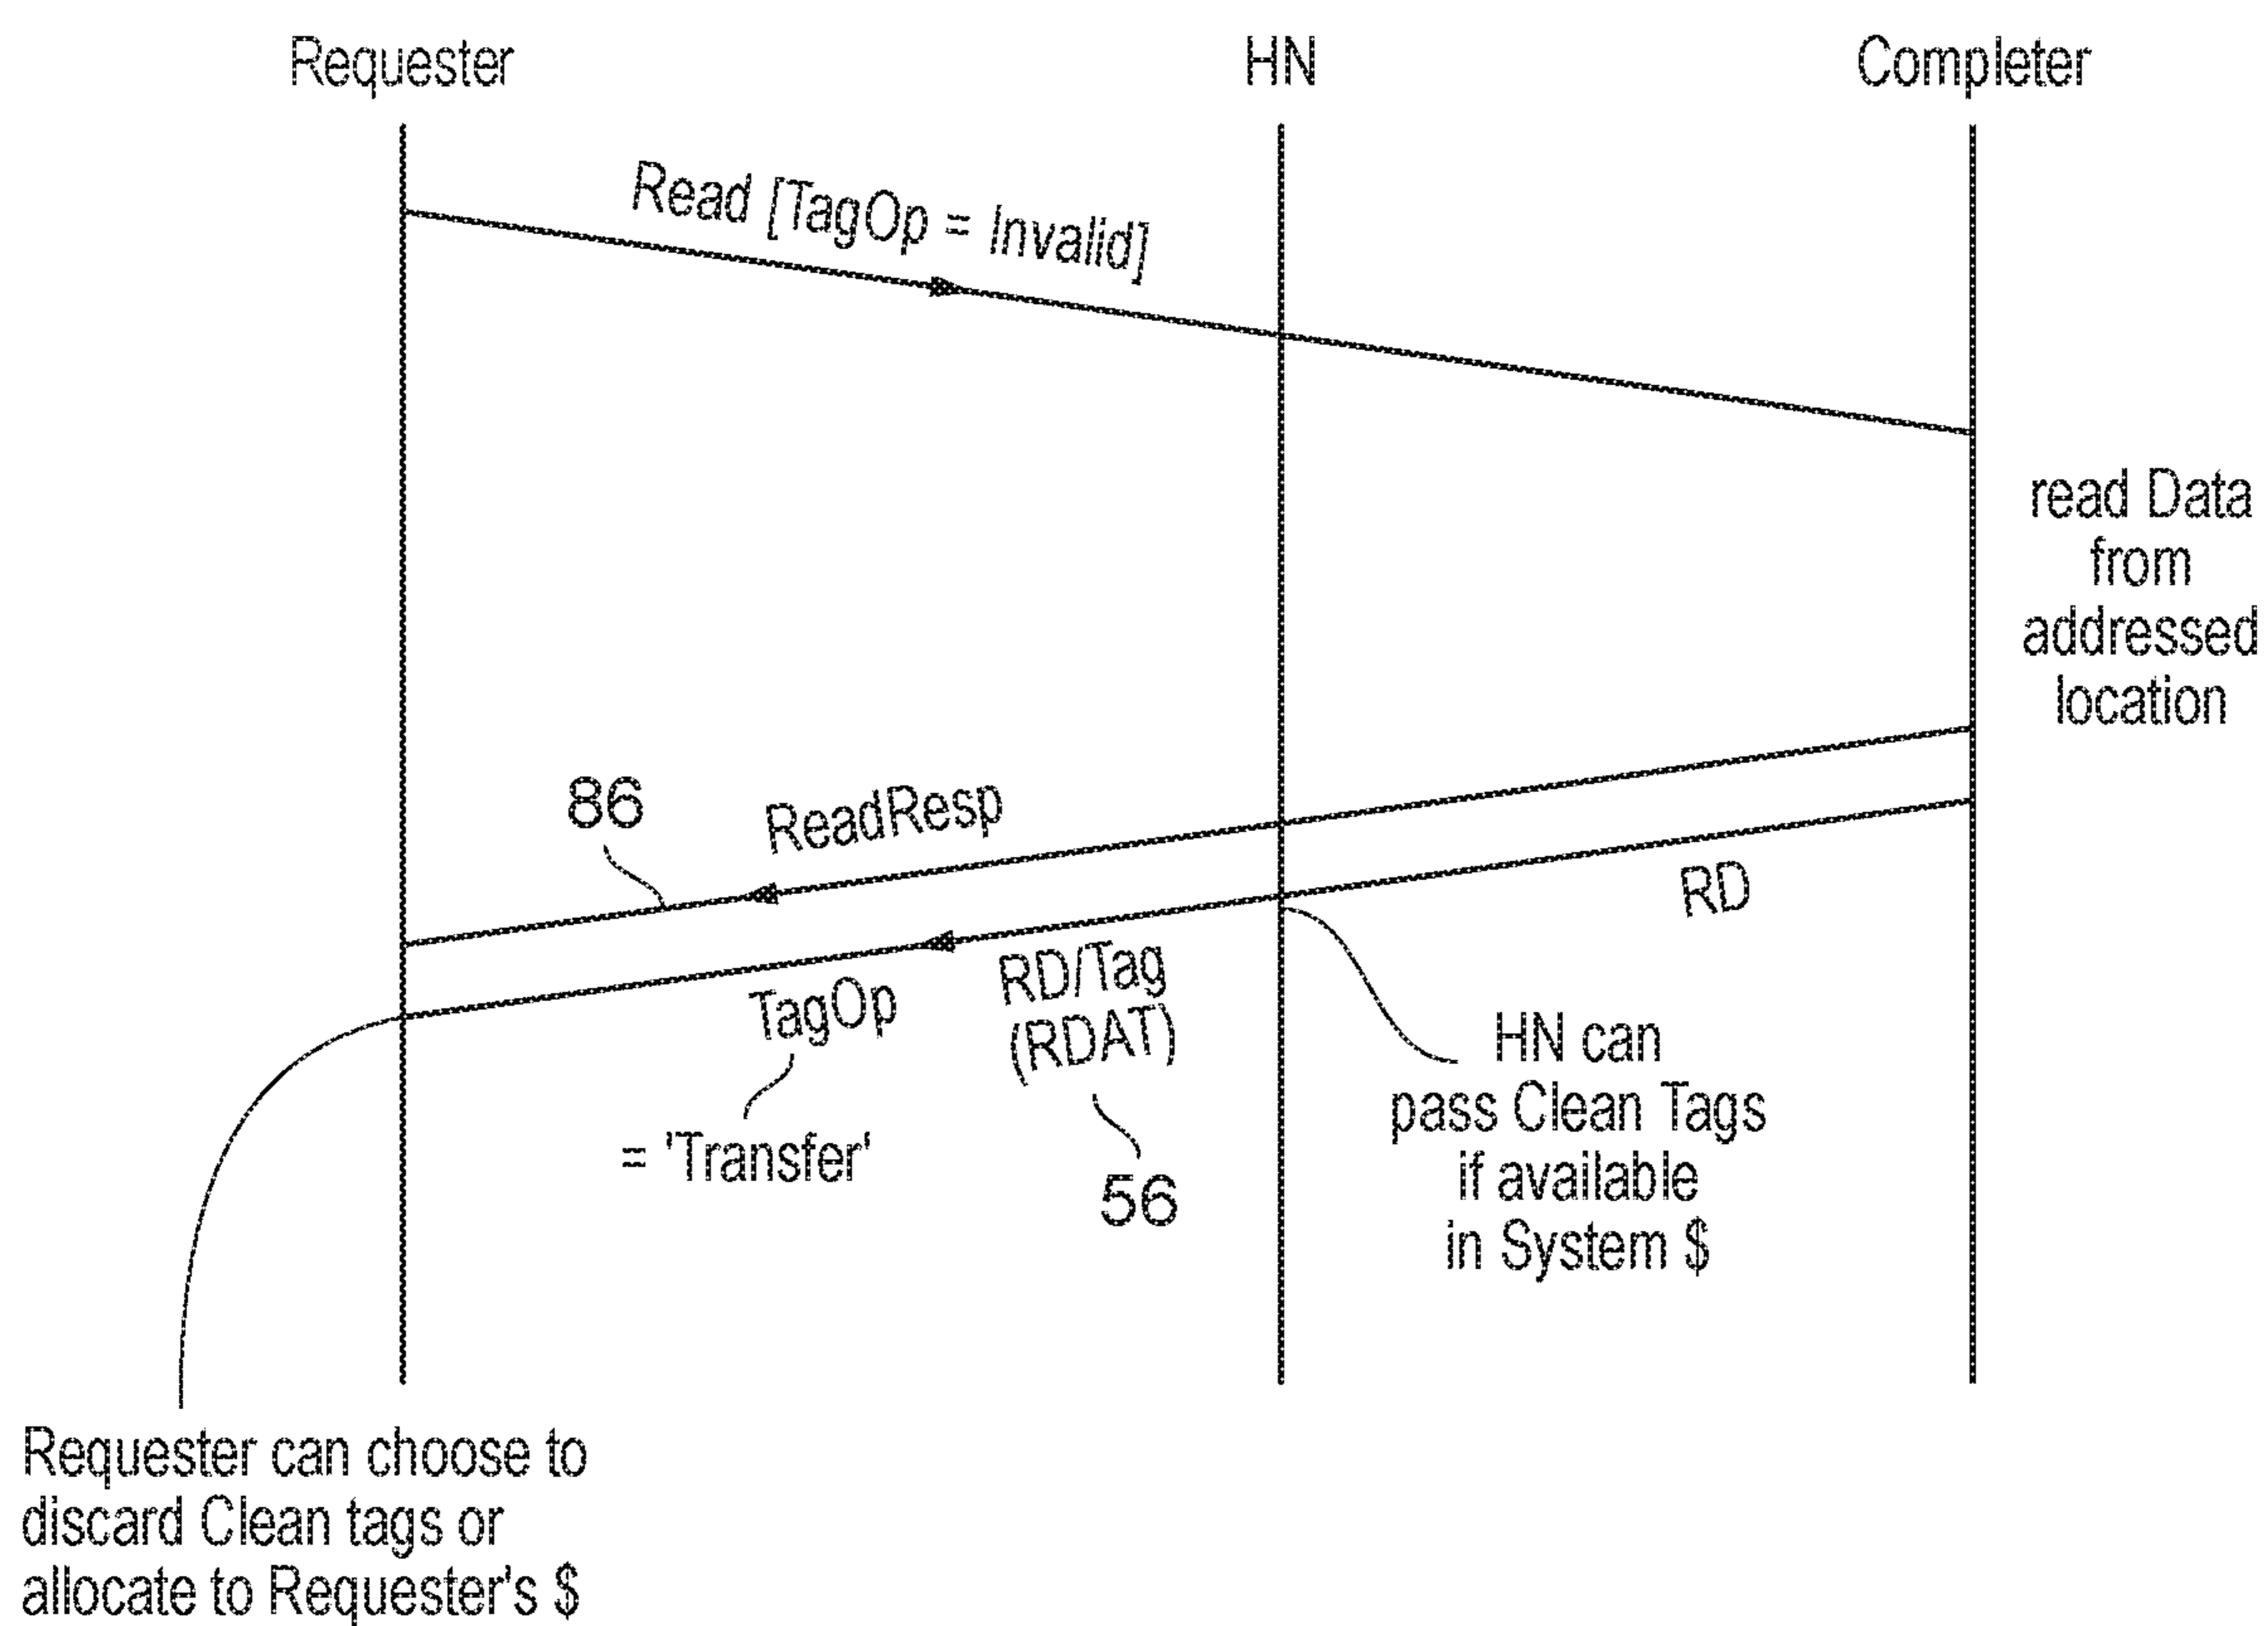 Requester
HN
Completer
Read [TagOp = Invalid]
read Data
from
addressed
location
86
ReadResp
RD
TagOp
= 'Transfer'
RD/Tag
(RDAT)
56
HN can
pass Clean Tags
if available
in System $
Requester can choose to
discard Clean tags or
allocate to Requester's $